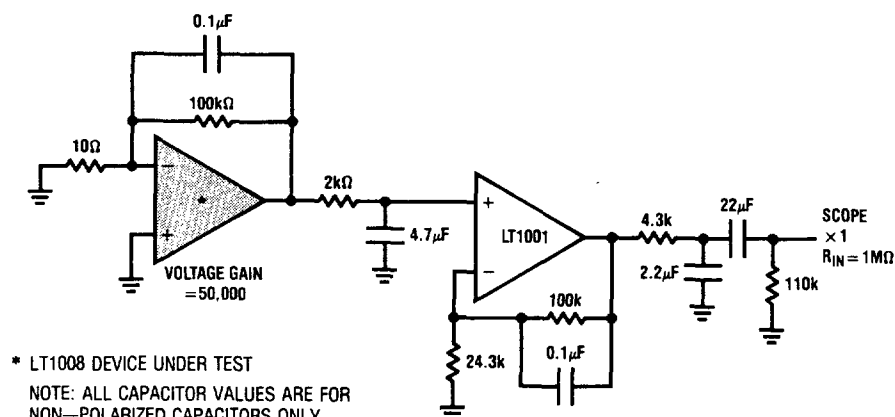 0.1µF
100kΩ
10Ω
−
*
+
VOLTAGE GAIN
=50,000
2kΩ
4.7µF
+
LT1001
−
24.3k
100k
0.1µF
4.3k
22µF
2.2µF
110k
SCOPE
×1
RIN = 1MΩ
* LT1008 DEVICE UNDER TEST
NOTE: ALL CAPACITOR VALUES ARE FOR
NON—POLARIZED CAPACITORS ONLY